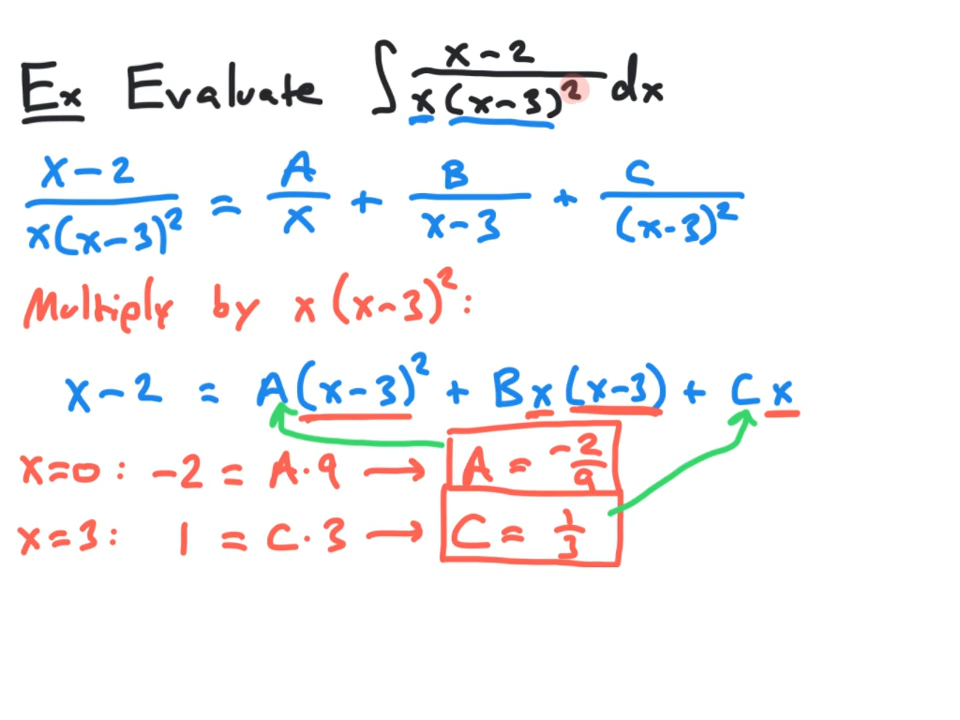 Ex Evaluate ∫ x-2 / x(x-3)² dx
x-2 / x(x-3)² = A / x + B / x-3 + C / (x-3)²
Multiply by x(x-3)²:
x-2 = A(x-3)² + Bx(x-3) + Cx
x=0: -2 = A·9 → A = -2/9
x=3: 1 = C·3 → C = 1/3